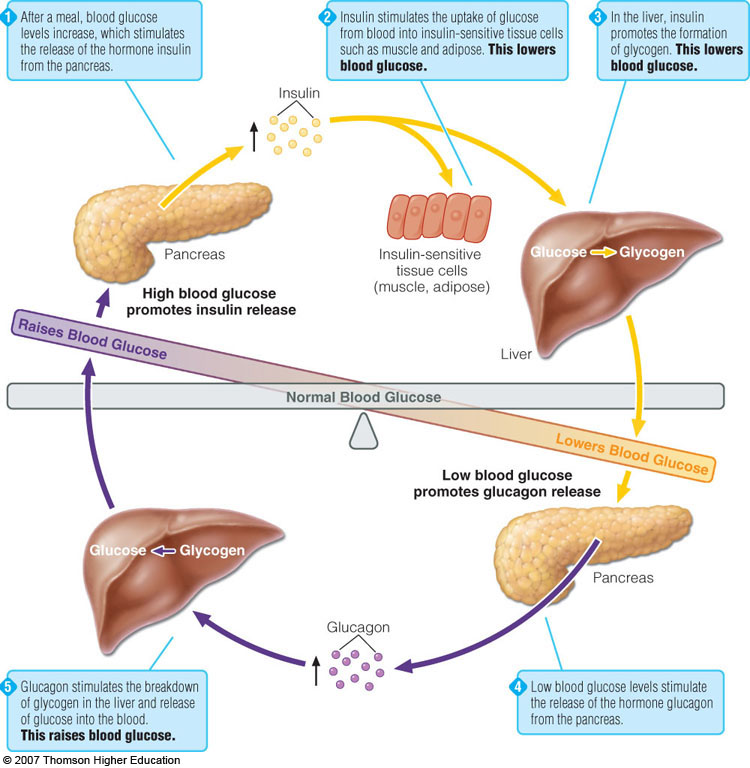 1
After a meal, blood glucose
levels increase, which stimulates
the release of the hormone insulin
from the pancreas.
2
Insulin stimulates the uptake of glucose
from blood into insulin-sensitive tissue cells
such as muscle and adipose. This lowers
blood glucose.
3
In the liver, insulin
promotes the formation
of glycogen. This lowers
blood glucose.
Insulin
Pancreas
Insulin-sensitive
tissue cells
(muscle, adipose)
Glucose Glycogen
Liver
High blood glucose
promotes insulin release
Raises Blood Glucose
Normal Blood Glucose
Lowers Blood Glucose
Low blood glucose
promotes glucagon release
Glucose Glycogen
Pancreas
Glucagon
5
Glucagon stimulates the breakdown
of glycogen in the liver and release
of glucose into the blood.
This raises blood glucose.
4
Low blood glucose levels stimulate
the release of the hormone glucagon
from the pancreas.
© 2007 Thomson Higher Education